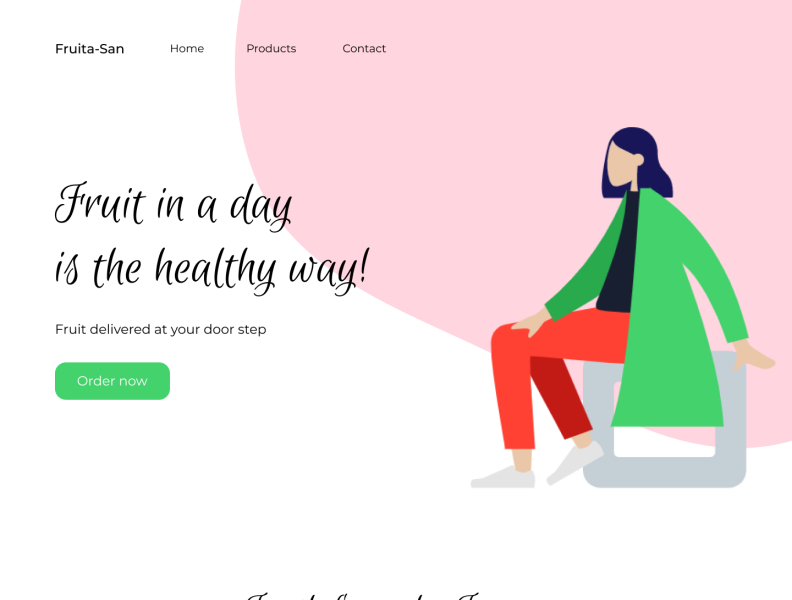 Fruita-San Home Products Contact
Fruit in a day
is the healthy way!
Fruit delivered at your door step
Order now